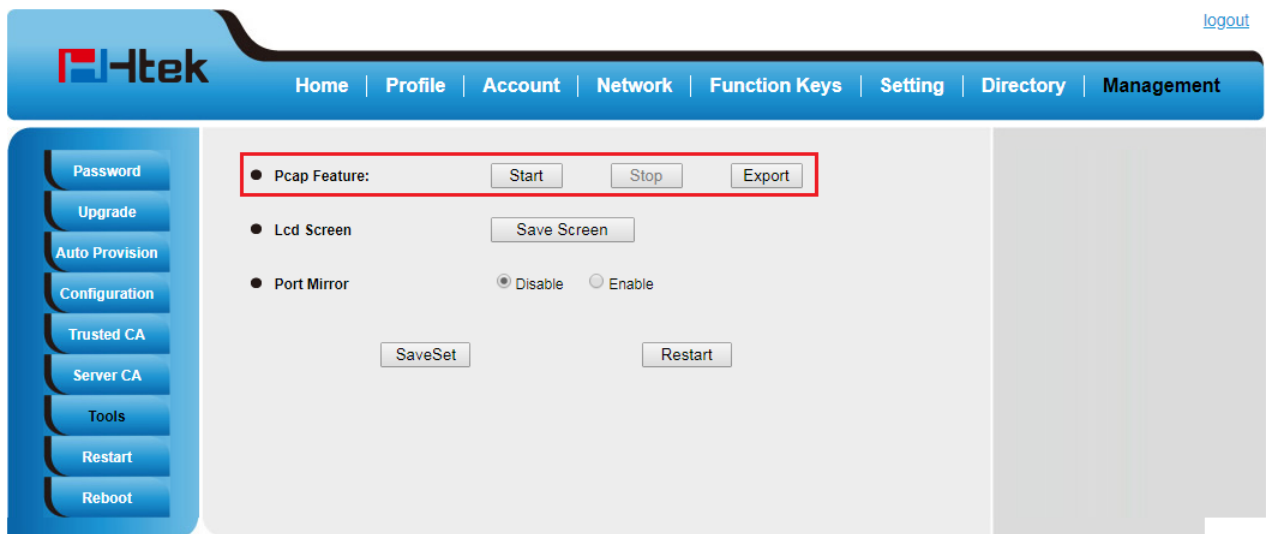 logout
Htek
Home | Profile | Account | Network | Function Keys | Setting | Directory | Management
Password
Upgrade
Auto Provision
Configuration
Trusted CA
Server CA
Tools
Restart
Reboot
Pcap Feature: Start Stop Export
Lcd Screen Save Screen
Port Mirror Disable Enable
SaveSet Restart